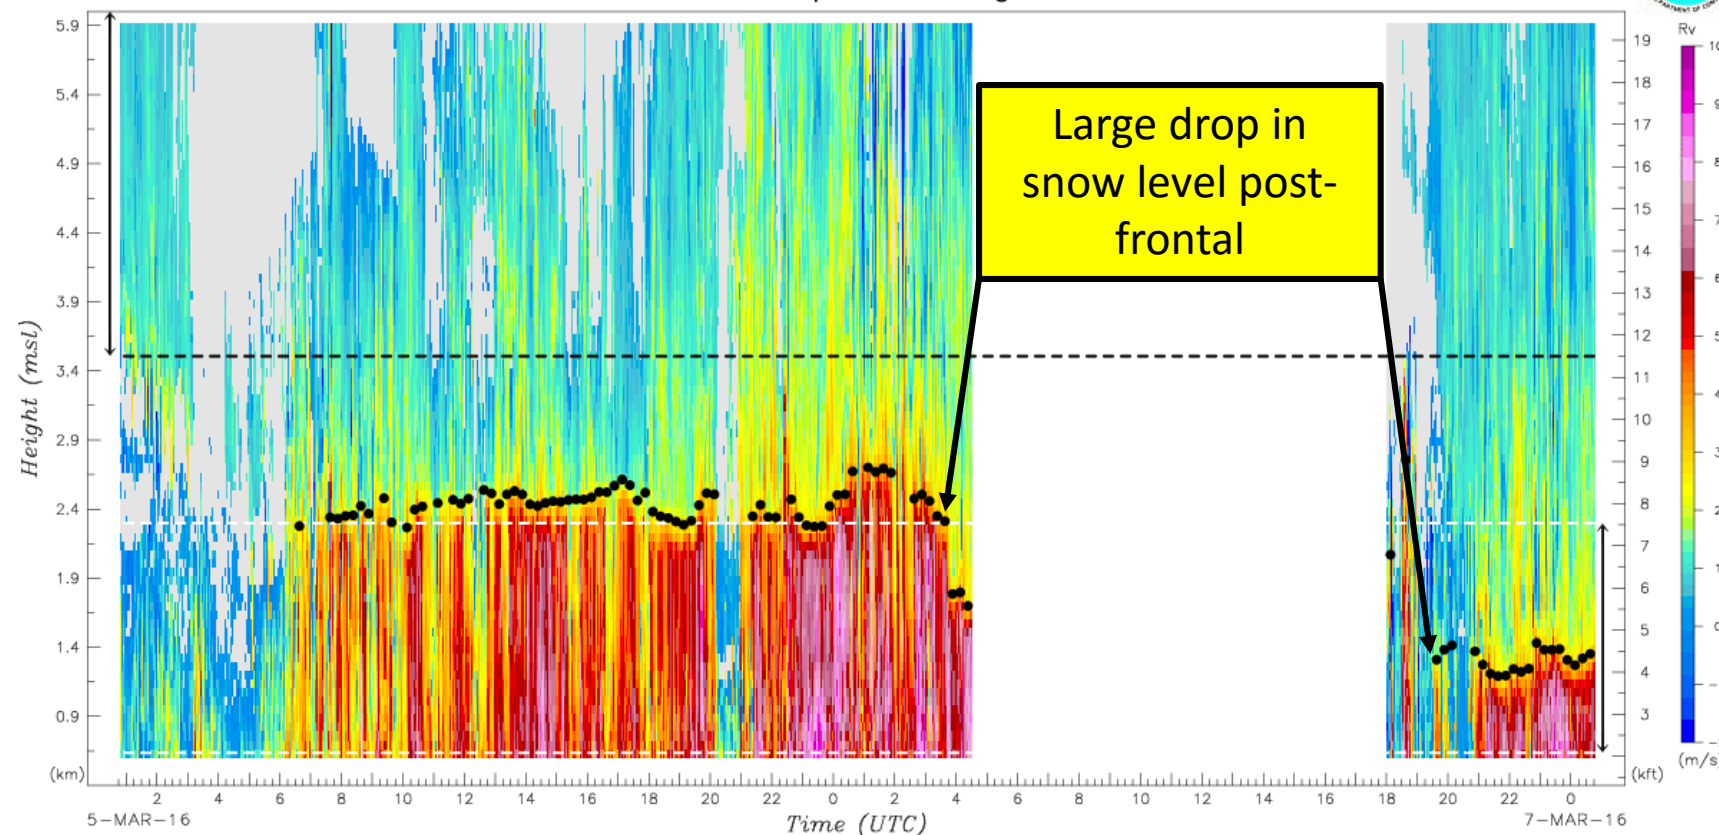 Large drop in
snow level post-
frontal
Height (msl)
5.9
5.4
4.9
4.4
3.9
3.4
2.9
2.4
1.9
1.4
0.9
(km)
19
18
17
16
15
14
13
12
11
10
9
8
7
6
5
4
3
(kft)
Rv
(m/s)
2 4 6 8 10 12 14 16 18 20 22 0 2 4 6 8 10 12 14 16 18 20 22 0
5-MAR-16 Time (UTC) 7-MAR-16